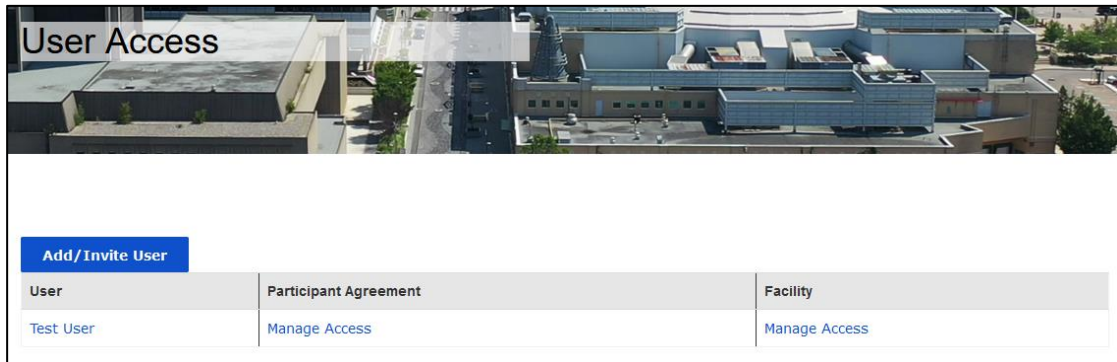 User Access
Add/Invite User
User Participant Agreement Facility
Test User Manage Access Manage Access